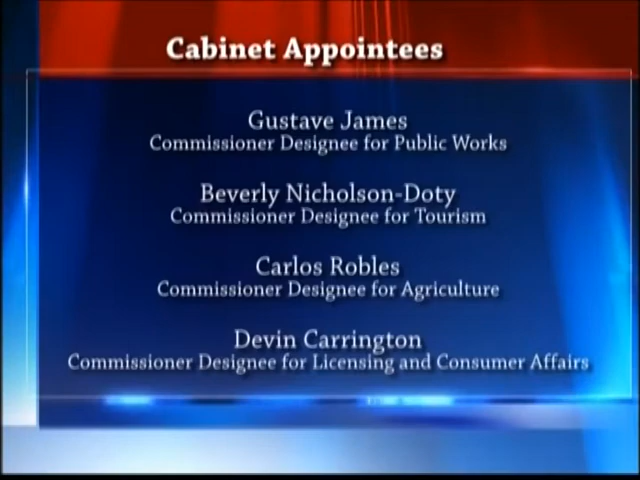 Cabinet Appointees
Gustave James
Commissioner Designee for Public Works
Beverly Nicholson-Doty
Commissioner Designee for Tourism
Carlos Robles
Commissioner Designee for Agriculture
Devin Carrington
Commissioner Designee for Licensing and Consumer Affairs